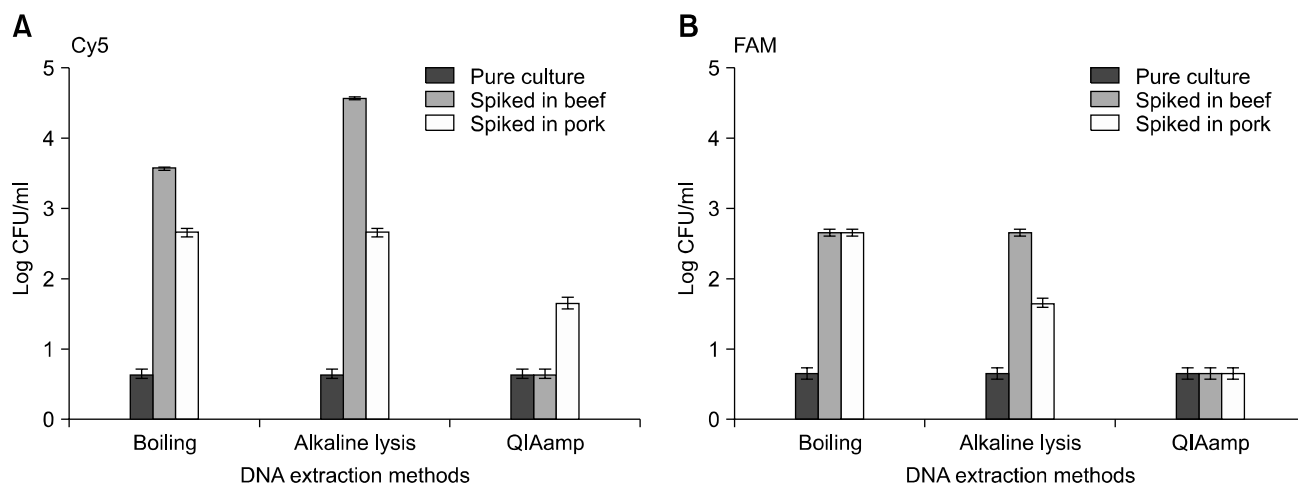 A
Cy5
Pure culture
Spiked in beef
Spiked in pork
5
4
3
2
1
0
Log CFU/ml
Boiling Alkaline lysis QIAamp
DNA extraction methods
B
FAM
Pure culture
Spiked in beef
Spiked in pork
5
4
3
2
1
0
Log CFU/ml
Boiling Alkaline lysis QIAamp
DNA extraction methods